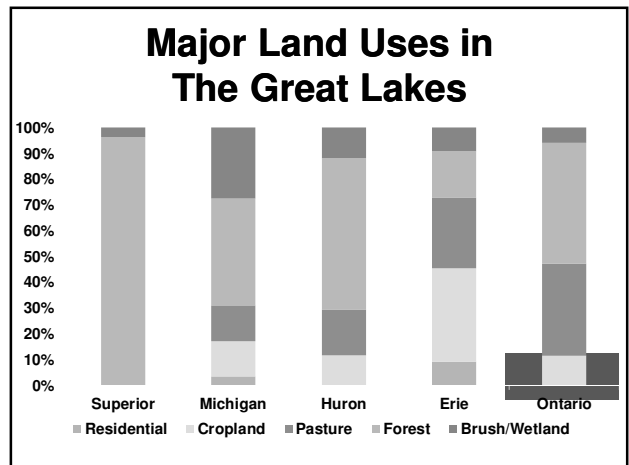 Major Land Uses in
The Great Lakes
100%
90%
80%
70%
60%
50%
40%
30%
20%
10%
0%
Superior Michigan Huron Erie Ontario
Residential Cropland Pasture Forest Brush/Wetland